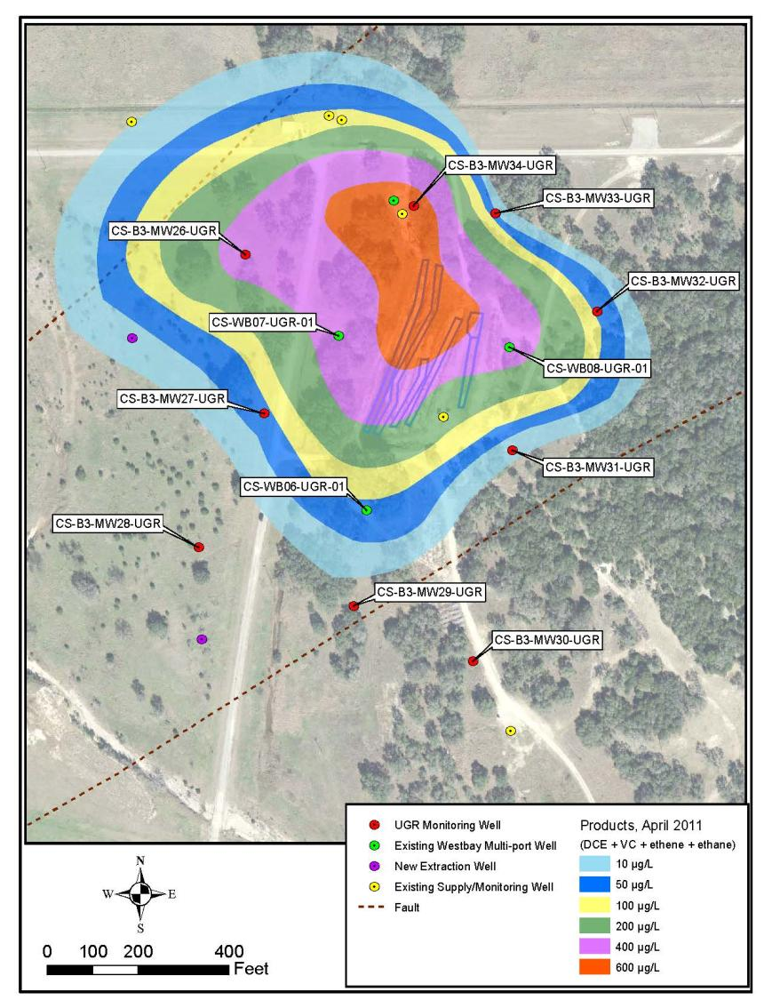 CS-B3-MW34-UGR
CS-B3-MW33-UGR
CS-B3-MW26-UGR
CS-B3-MW32-UGR
CS-WB07-UGR-01
CS-WB08-UGR-01
CS-B3-MW27-UGR
CS-B3-MW31-UGR
CS-WB06-UGR-01
CS-B3-MW28-UGR
CS-B3-MW29-UGR
CS-B3-MW30-UGR
UGR Monitoring Well
Existing Westbay Multi-port Well
New Extraction Well
Existing Supply/Monitoring Well
Fault
Products, April 2011
(DCE + VC + ethene + ethane)
10 µg/L
50 µg/L
100 µg/L
200 µg/L
400 µg/L
600 µg/L
N
W E
S
0 100 200 400
Feet